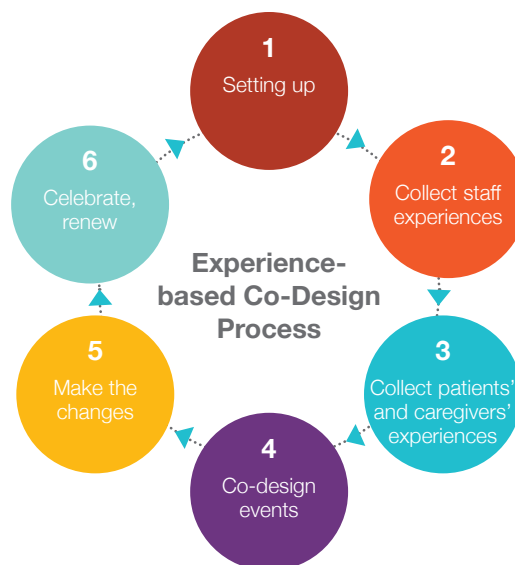 1
Setting up
2
Collect staff
experiences
3
Collect patients’
and caregivers’
experiences
4
Co-design
events
5
Make the
changes
6
Celebrate,
renew
Experience-
based Co-Design
Process